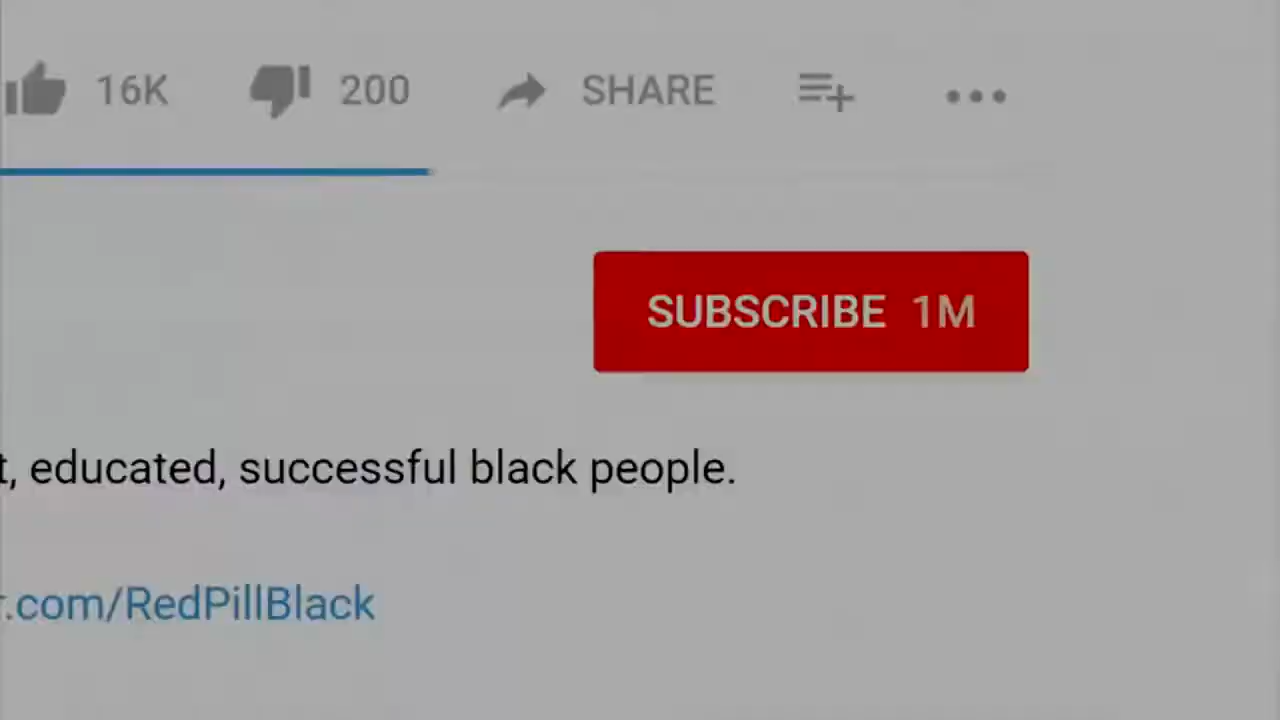 16K 200 SHARE
SUBSCRIBE 1M
t, educated, successful black people.
r.com/RedPillBlack